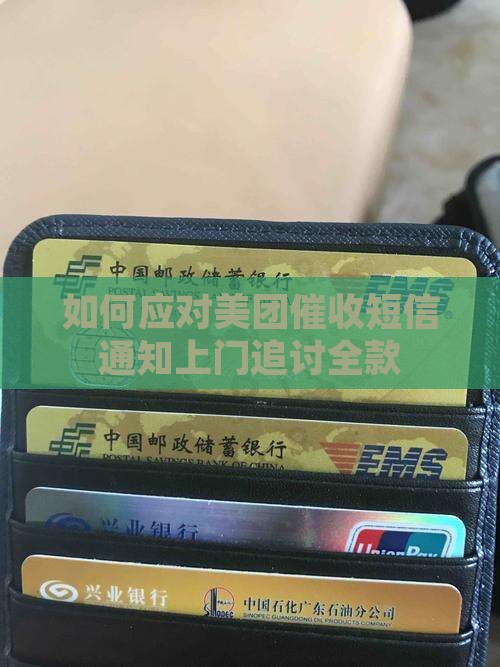 中国邮政储蓄银行
POSTAL SAVINGS
EMS
如何应对美团催收短信
通知上门追讨全款
中国邮政储蓄银行
POSTAL SAVINGS BANK OF CHINA
EMS
兴业银行
UnionPay
兴业银行
SINOPEC
中国石化广东石油分公司
SINOPEC GUANGDONG OIL PRODUCTS COMPANY